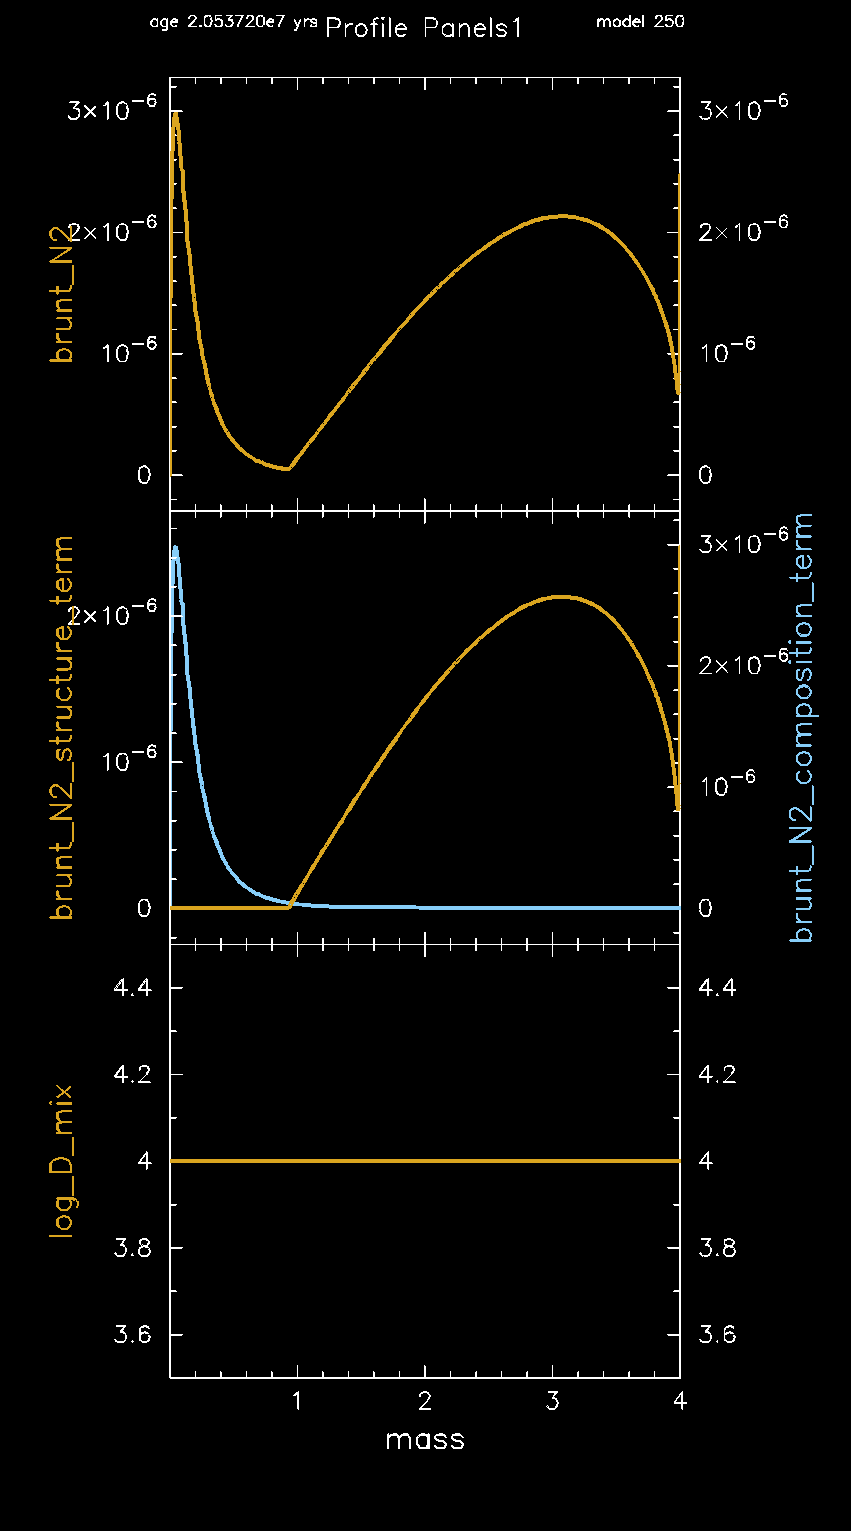 age 2.053720e7 yrs Profile Panels1 model 250
3×10⁻⁶ 3×10⁻⁶
2×10⁻⁶ 2×10⁻⁶
brunt_N2
10⁻⁶ 10⁻⁶
0 0
3×10⁻⁶
2×10⁻⁶
2×10⁻⁶
brunt_N2_structure_term
brunt_N2_composition_term
10⁻⁶
10⁻⁶
0 0
4.4 4.4
4.2 4.2
log_D_mix
4 4
3.8 3.8
3.6 3.6
1 2 3 4
mass